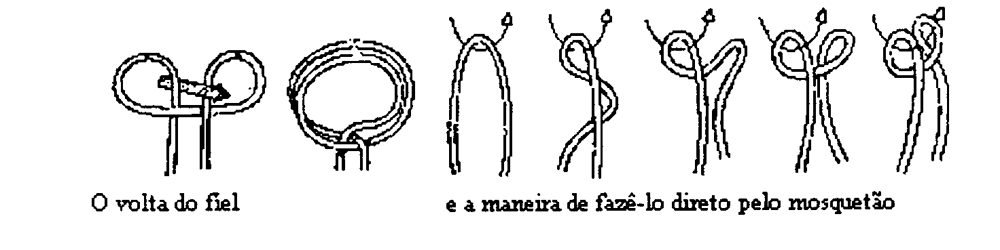 O volta do fiel
e a maneira de fazê-lo direto pelo mosquetão